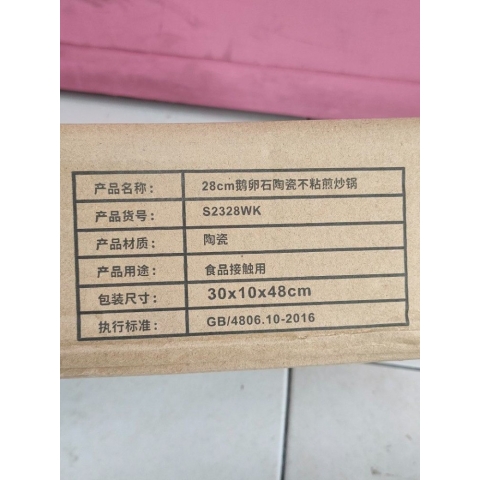 产品名称： 28cm鹅卵石陶瓷不粘煎炒锅
产品货号： S2328WK
产品材质： 陶瓷
产品用途： 食品接触用
包装尺寸： 30x10x48cm
执行标准： GB/4806.10-2016